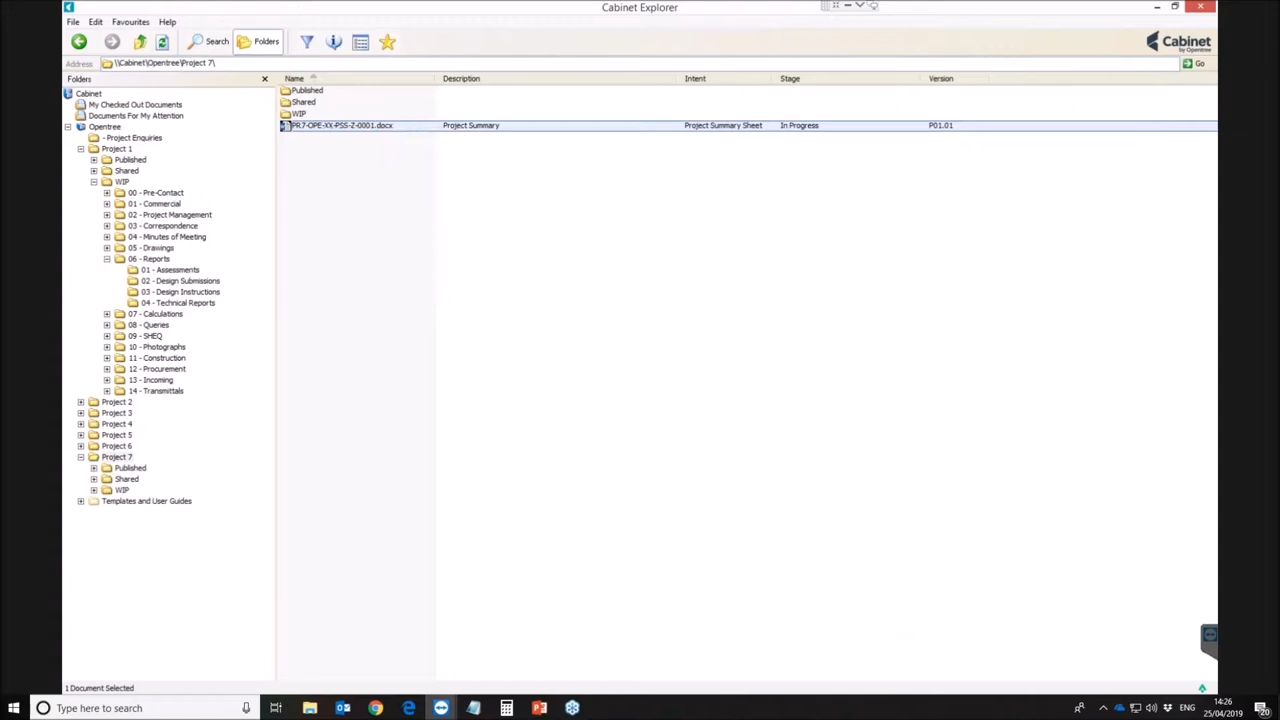 Cabinet Explorer
File Edit Favourites Help
Search Folders
Cabinet
by Opentree
Address \\Cabinet\Opentree\Project 7\ Go
Folders
Cabinet
My Checked Out Documents
Documents For My Attention
Opentree
- Project Enquiries
Project 1
Published
Shared
WIP
00 - Pre-Contact
01 - Commercial
02 - Project Management
03 - Correspondence
04 - Minutes of Meeting
05 - Drawings
06 - Reports
01 - Assessments
02 - Design Submissions
03 - Design Instructions
04 - Technical Reports
07 - Calculations
08 - Queries
09 - SHEQ
10 - Photographs
11 - Construction
12 - Procurement
13 - Incoming
14 - Transmittals
Project 2
Project 3
Project 4
Project 5
Project 6
Project 7
Published
Shared
WIP
Templates and User Guides
Name Description Intent Stage Version
Published
Shared
WIP
PR7-OPE-XX-PSS-Z-0001.docx Project Summary Project Summary Sheet In Progress P01.01
1 Document Selected
Type here to search
ENG
14:26
25/04/2019
20